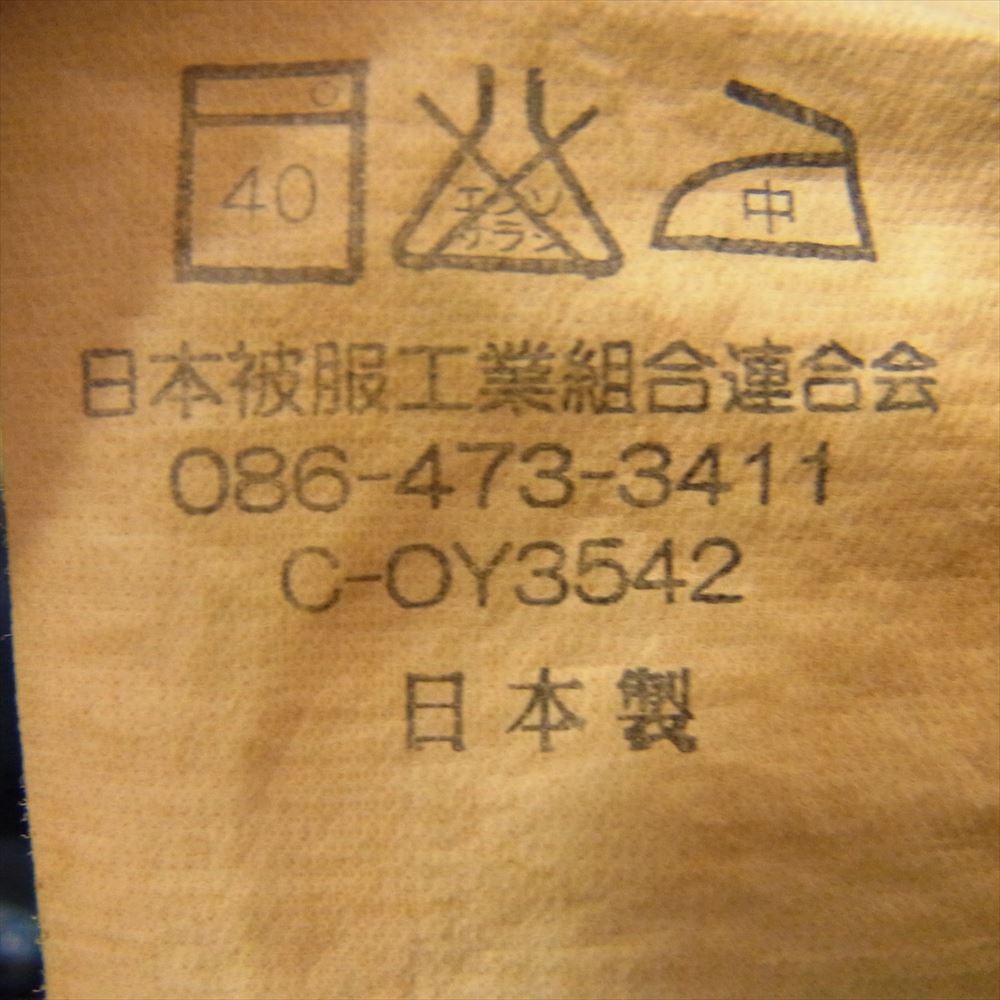 40
エンソ
サラシ
中
日本被服工業組合連合会
086-473-3411
C-OY3542
日本製